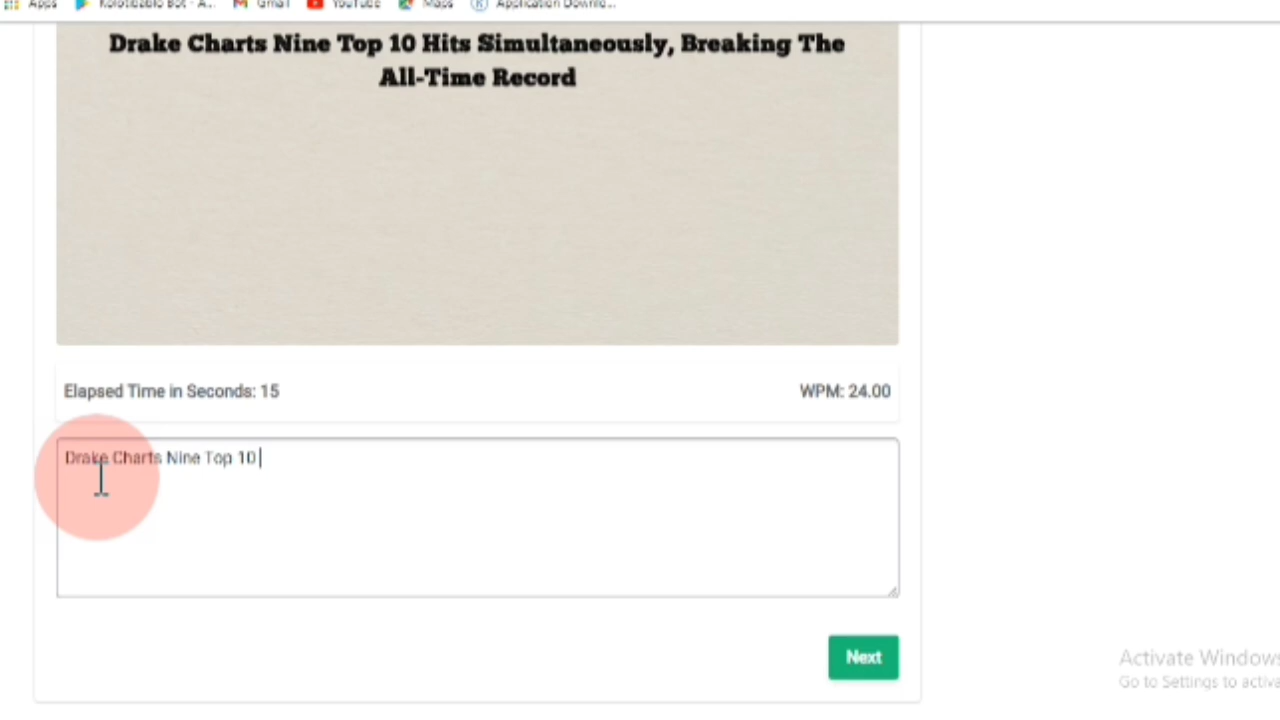 Apps Gmail YouTube Maps
Drake Charts Nine Top 10 Hits Simultaneously, Breaking The
All-Time Record
Elapsed Time in Seconds: 15 WPM: 24.00
Drake Charts Nine Top 10
Next
Activate Windows
Go to Settings to activa